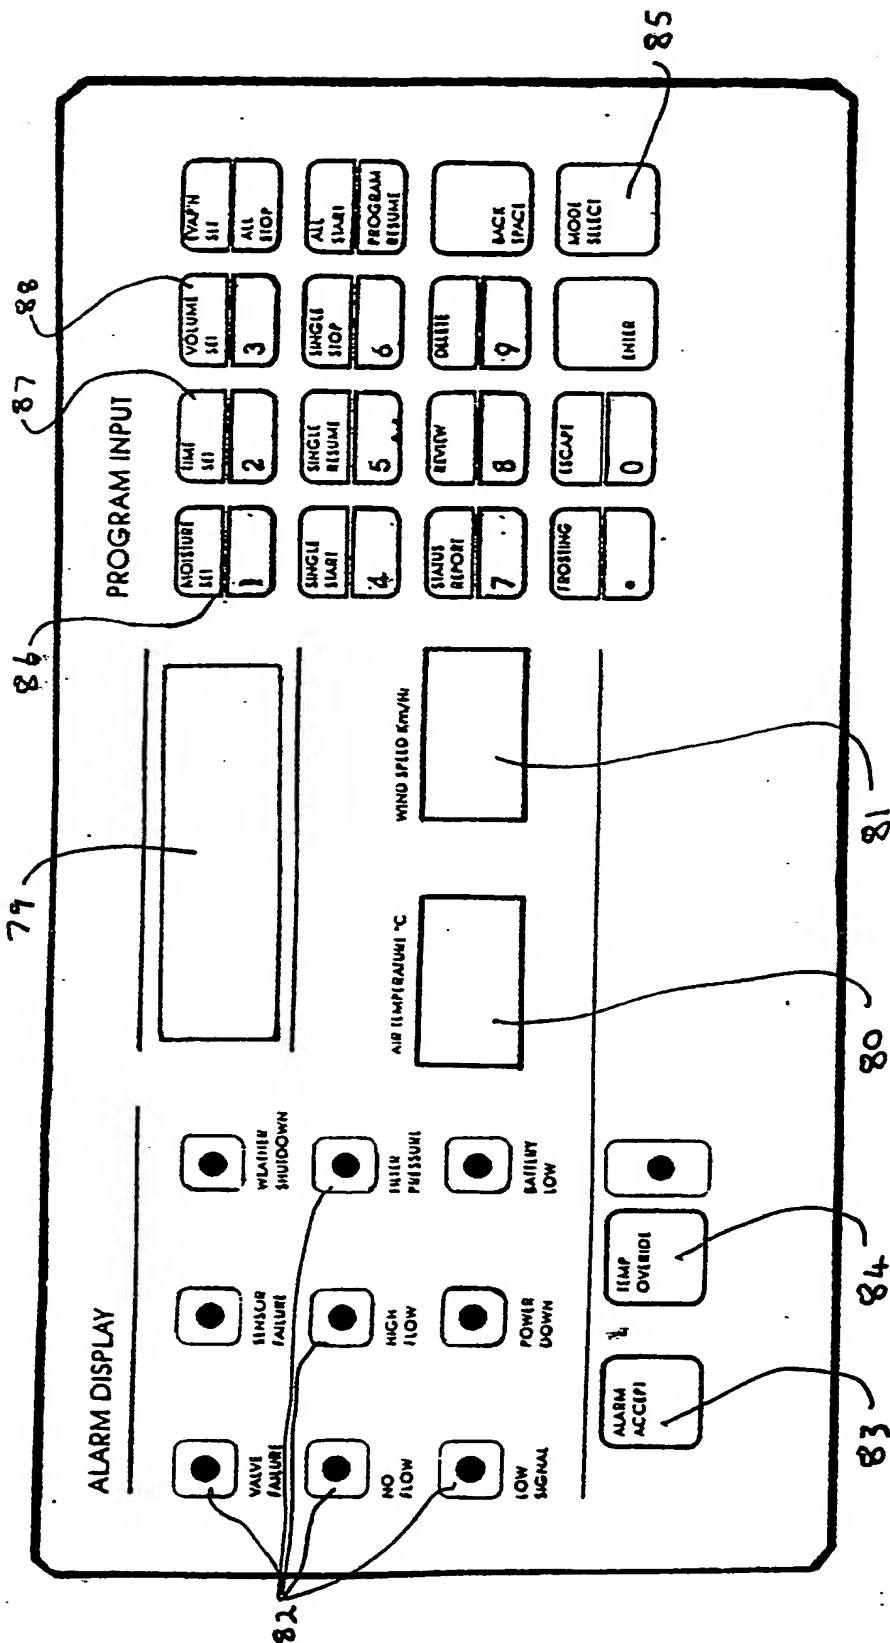 ALARM DISPLAY
VALVE
FAILURE
SENSOR
FAILURE
WEATHER
SHUTDOWN
NO
FLOW
HIGH
FLOW
FILTER
PRESSURE
LOW
SIGNAL
POWER
DOWN
BATTERY
LOW
ALARM
ACCEPT
TEMP
OVERIDE
AIR TEMPERATURE °C
WIND SPEED Km/Hr
PROGRAM INPUT
MOISTURE
SET
1
TIME
SET
2
VOLUME
SET
3
EVAP'N
SET
ALL
STOP
SINGLE
START
4
SINGLE
RESUME
5
SINGLE
STOP
6
ALL
START
PROGRAM
RESUME
STATUS
REPORT
7
REVIEW
8
DELETE
9
BACK
SPACE
FROSTING
.
ESCAPE
0
ENTER
MODE
SELECT
79
80
81
82
83
84
85
86
87
88